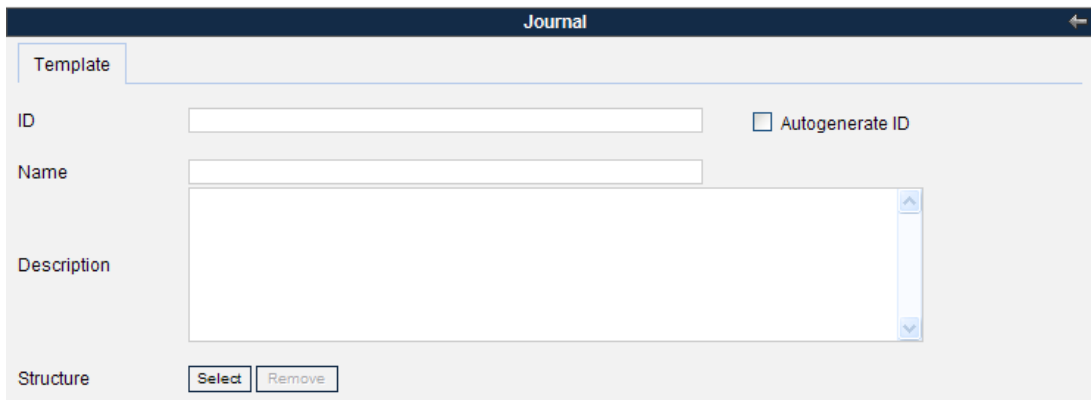 Journal
Template
ID
Autogenerate ID
Name
Description
Structure Select Remove